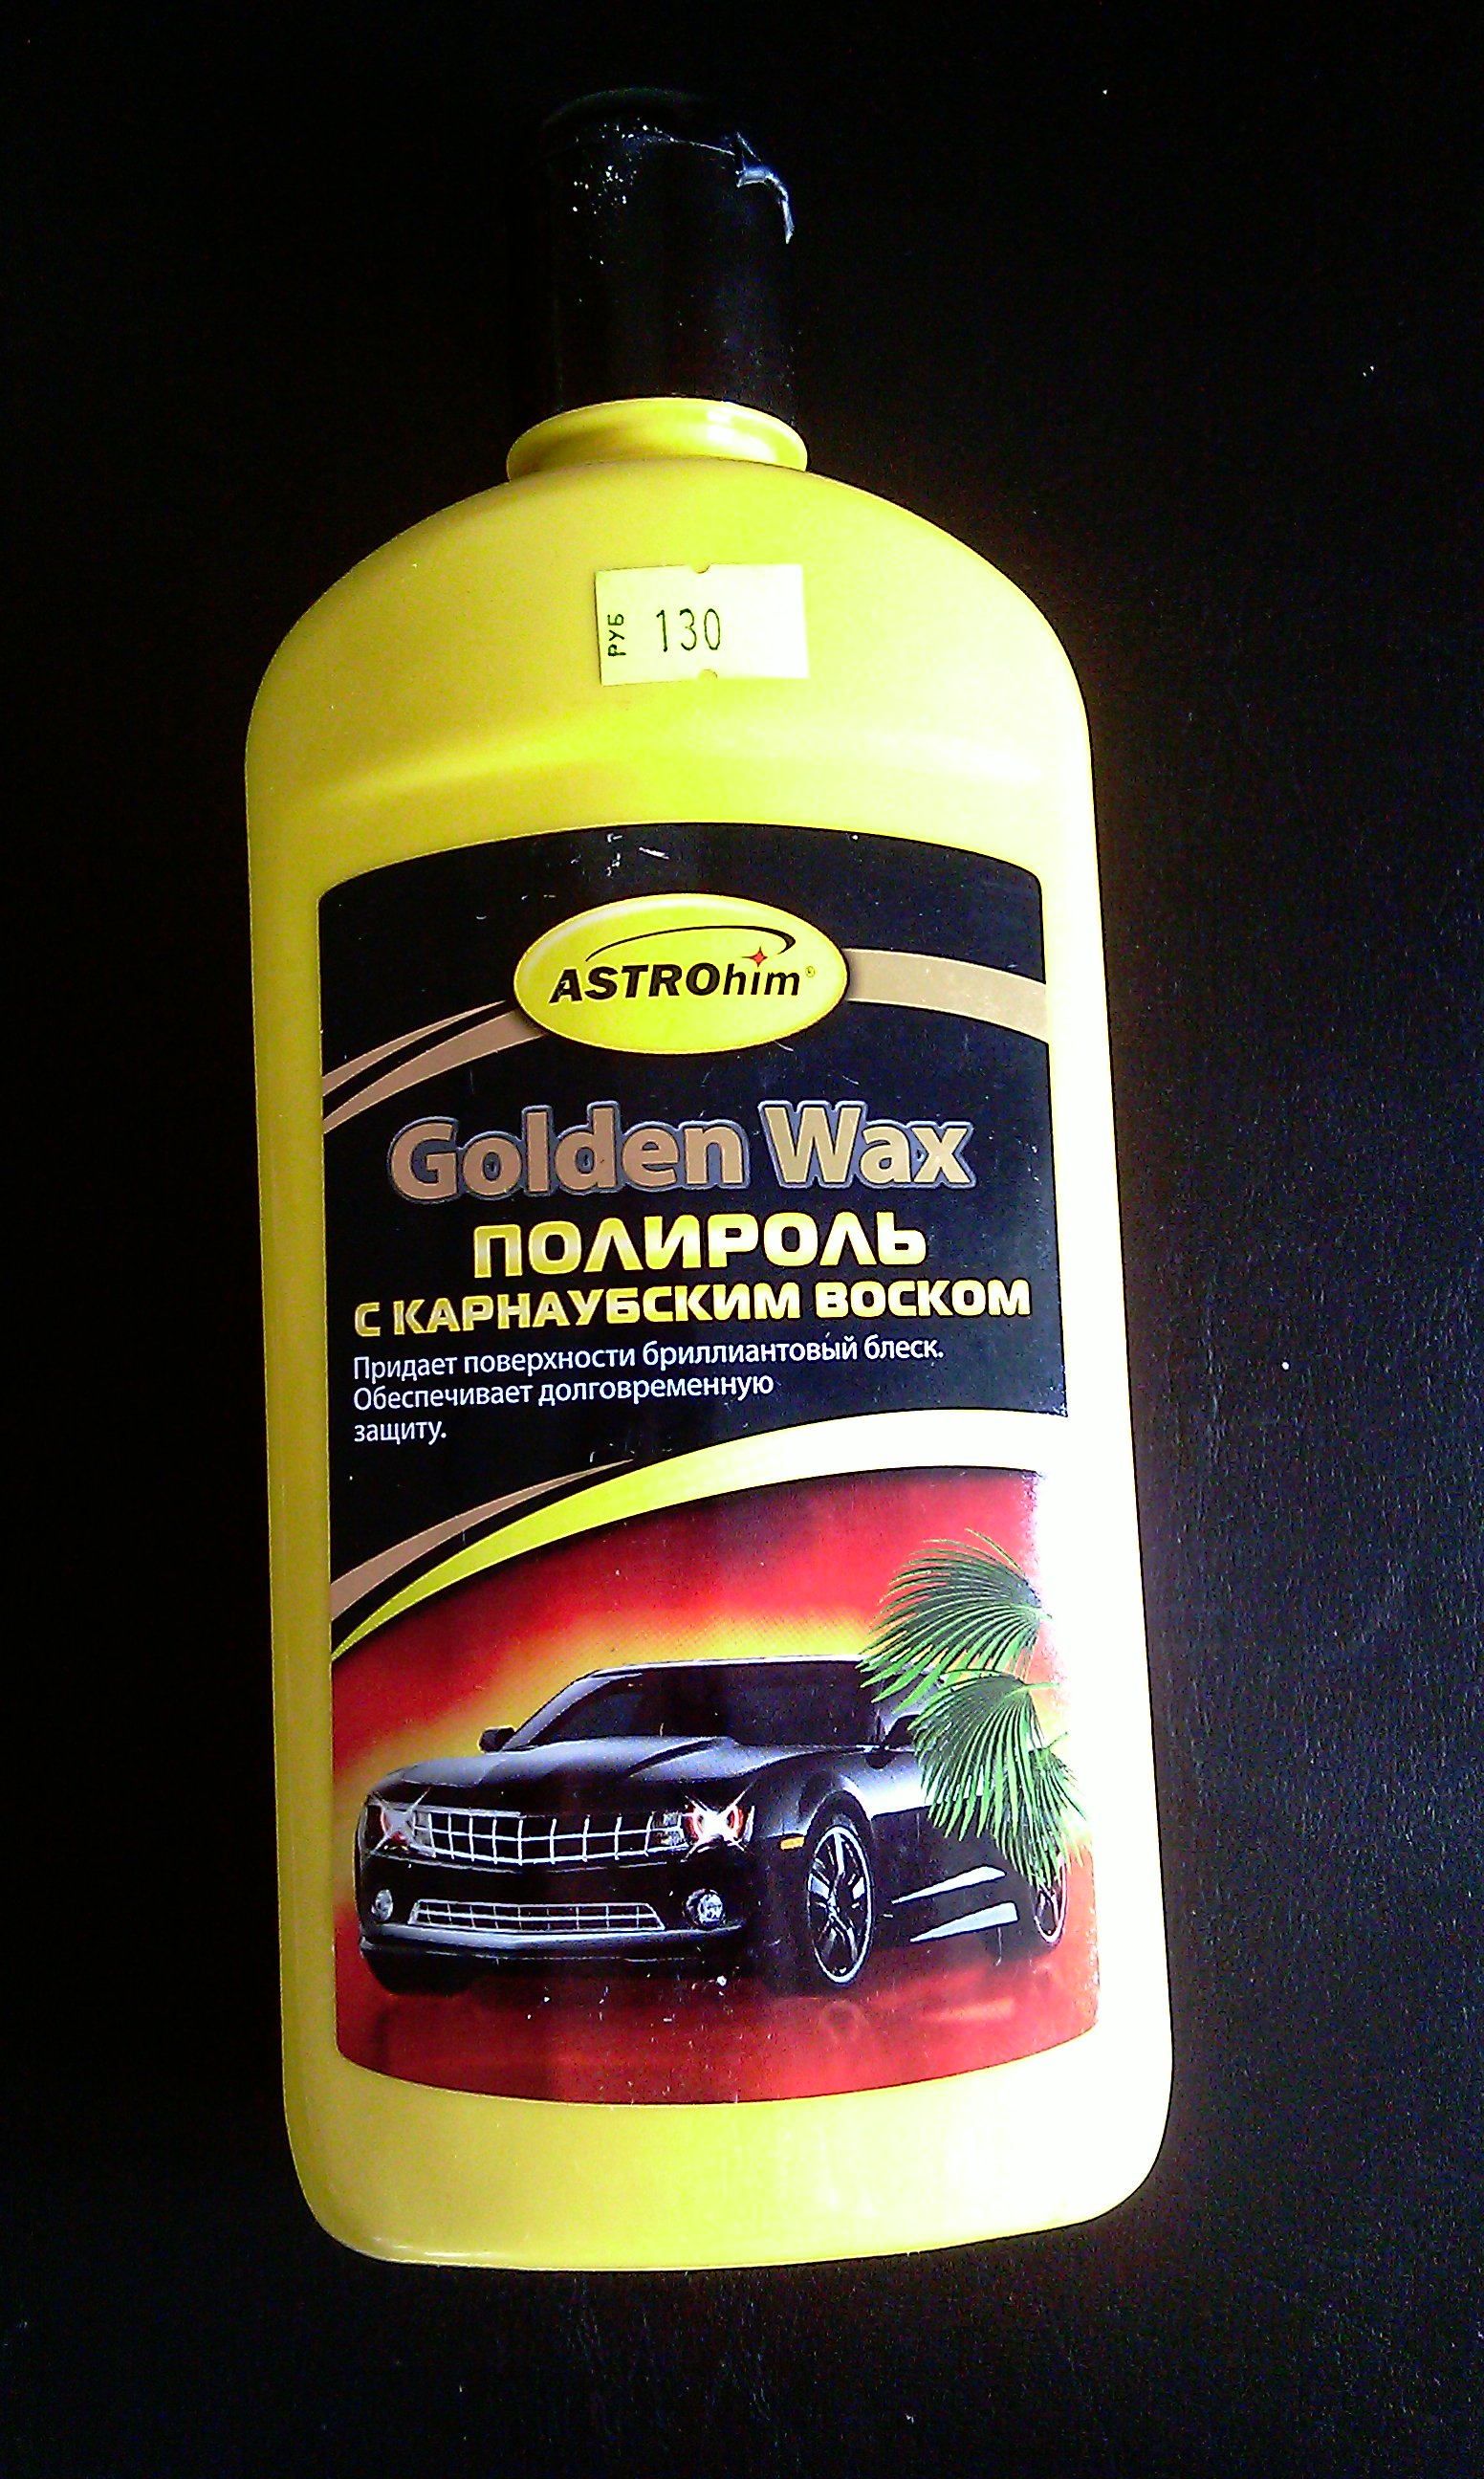 РУБ 130
ASTROhim®
Golden Wax
ПОЛИРОЛЬ
С КАРНАУБСКИМ ВОСКОМ
Придает поверхности бриллиантовый блеск.
Обеспечивает долговременную
защиту.